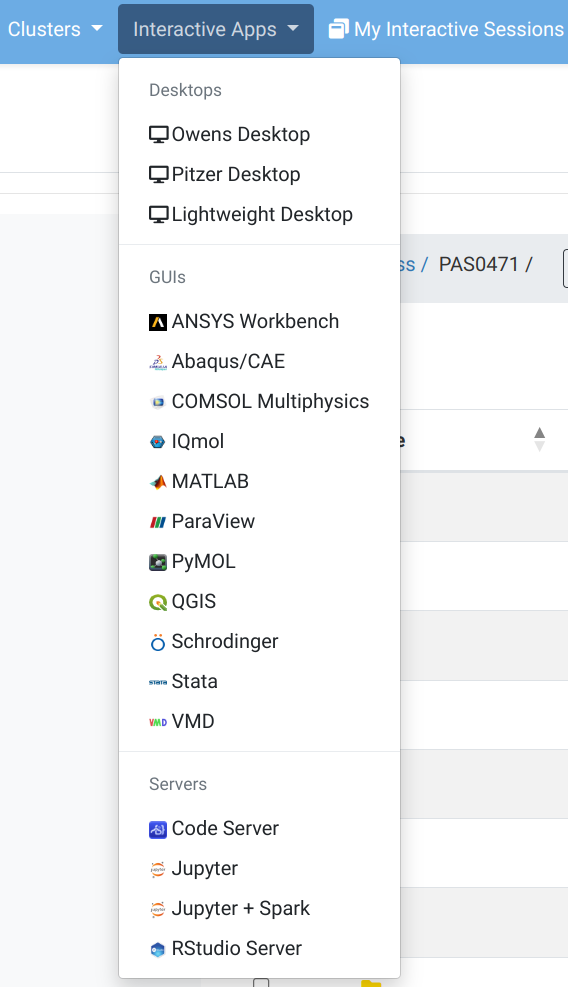 Clusters Interactive Apps My Interactive Sessions
Desktops
Owens Desktop
Pitzer Desktop
Lightweight Desktop
ss / PAS0471 /
GUIs
ANSYS Workbench
Abaqus/CAE
COMSOL Multiphysics
IQmol
e
MATLAB
ParaView
PyMOL
QGIS
Schrodinger
Stata
VMD
Servers
Code Server
Jupyter
Jupyter + Spark
RStudio Server